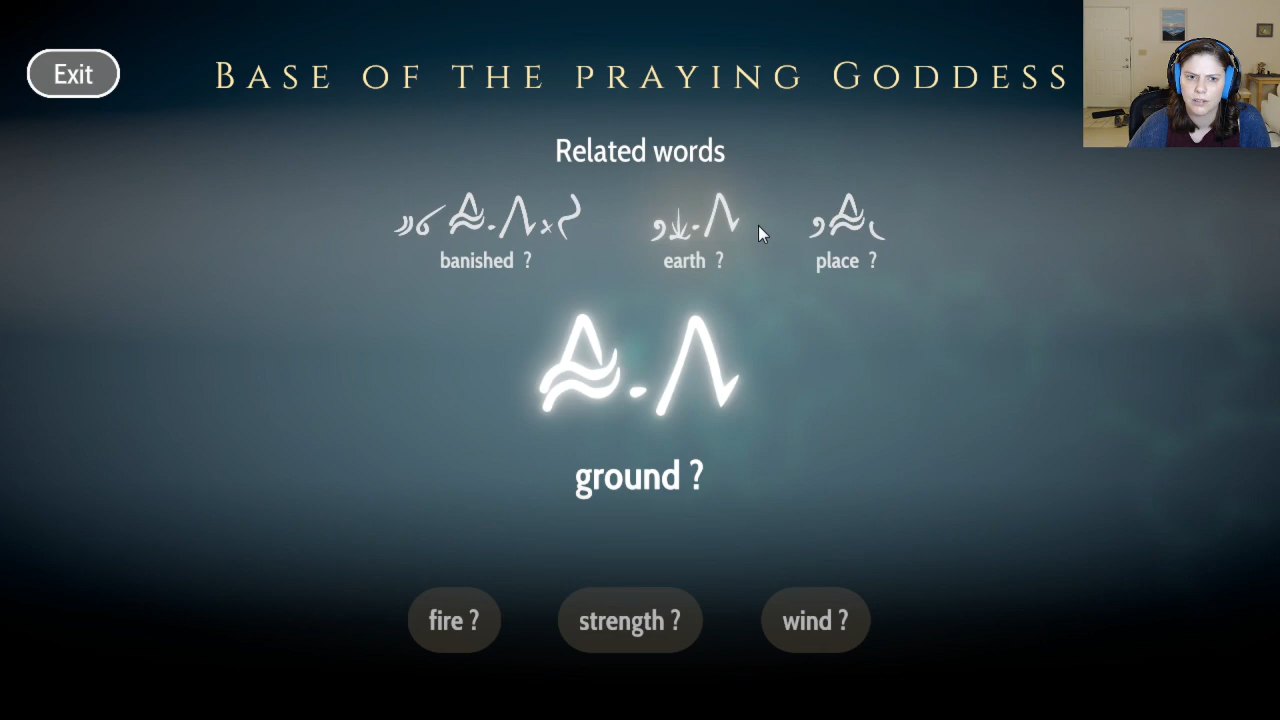 Exit
BASE OF THE PRAYING GODDESS
Related words
banished ?
earth ?
place ?
ground ?
fire ?
strength ?
wind ?